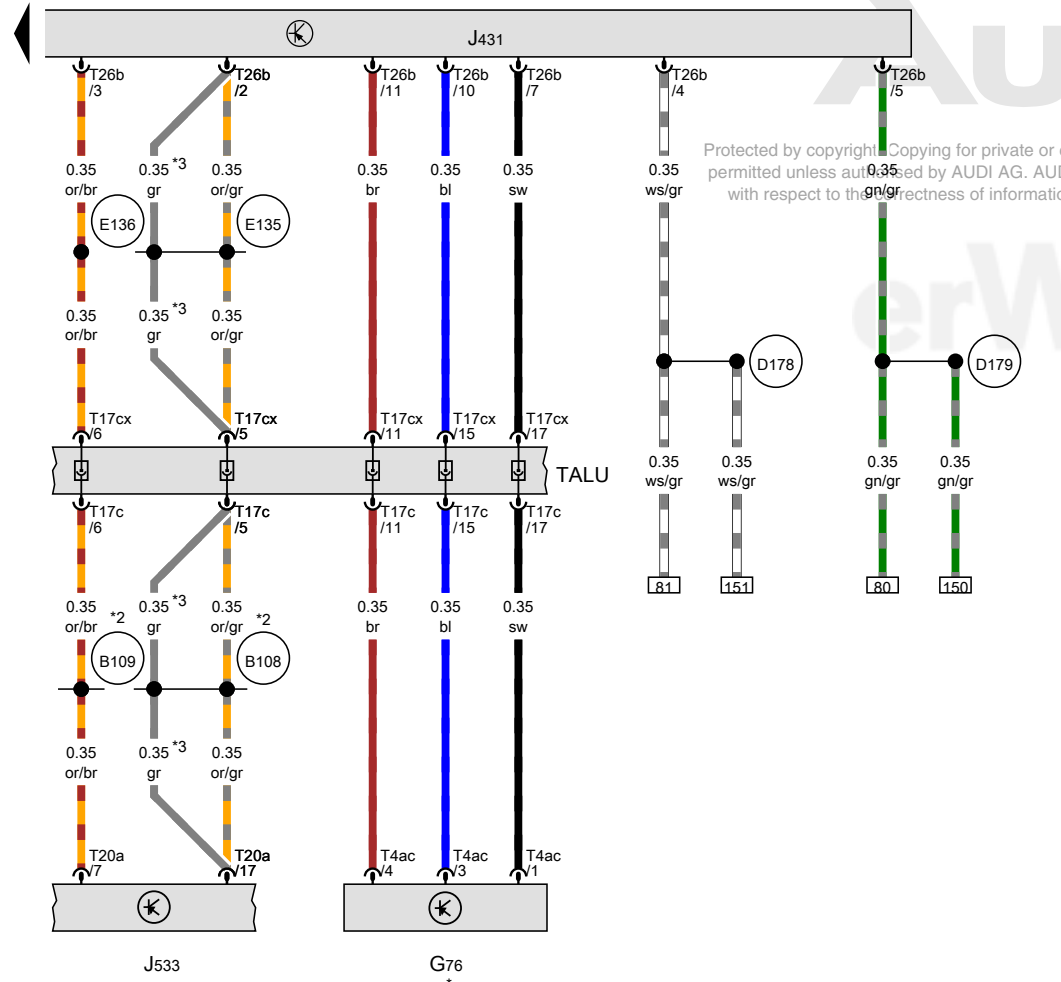 J431
T26b
/3
T26b
/2
T26b
/11
T26b
/10
T26b
/7
T26b
/4
T26b
/5
Au
Protected by copyright. Copying for private or
permitted unless authorised by AUDI AG. AUD
with respect to the correctness of informatio
erW
0.35
or/br
0.35 *3
gr
0.35
or/gr
0.35
br
0.35
bl
0.35
sw
0.35
ws/gr
0.35
gn/gr
E136
E135
0.35
or/br
0.35 *3
gr
0.35
or/gr
D178
D179
T17cx
/6
T17cx
/5
T17cx
/11
T17cx
/15
T17cx
/17
0.35
ws/gr
0.35
ws/gr
0.35
gn/gr
0.35
gn/gr
TALU
T17c
/6
T17c
/5
T17c
/11
T17c
/15
T17c
/17
81
151
80
150
0.35
or/br *2
0.35 *3
gr
0.35
or/gr *2
0.35
br
0.35
bl
0.35
sw
B109
B108
0.35
or/br
0.35 *3
gr
0.35
or/gr
T20a
/7
T20a
/17
T4ac
/4
T4ac
/3
T4ac
/1
J533
G76
*